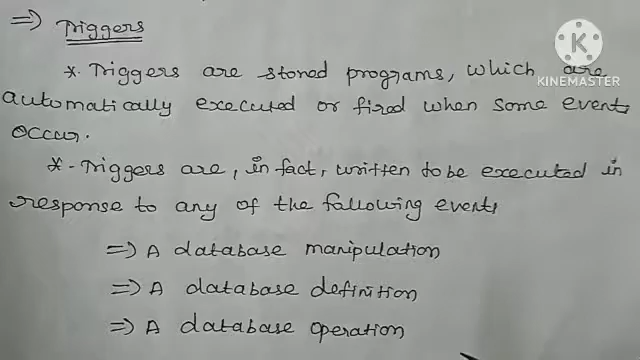 => Triggers
*. Triggers are stored programs, which are
automatically executed or fired when some events
occur.
*. Triggers are, in fact, written to be executed in
response to any of the following events
=> A database manipulation
=> A database definition
=> A database operation
K
KINEMASTER